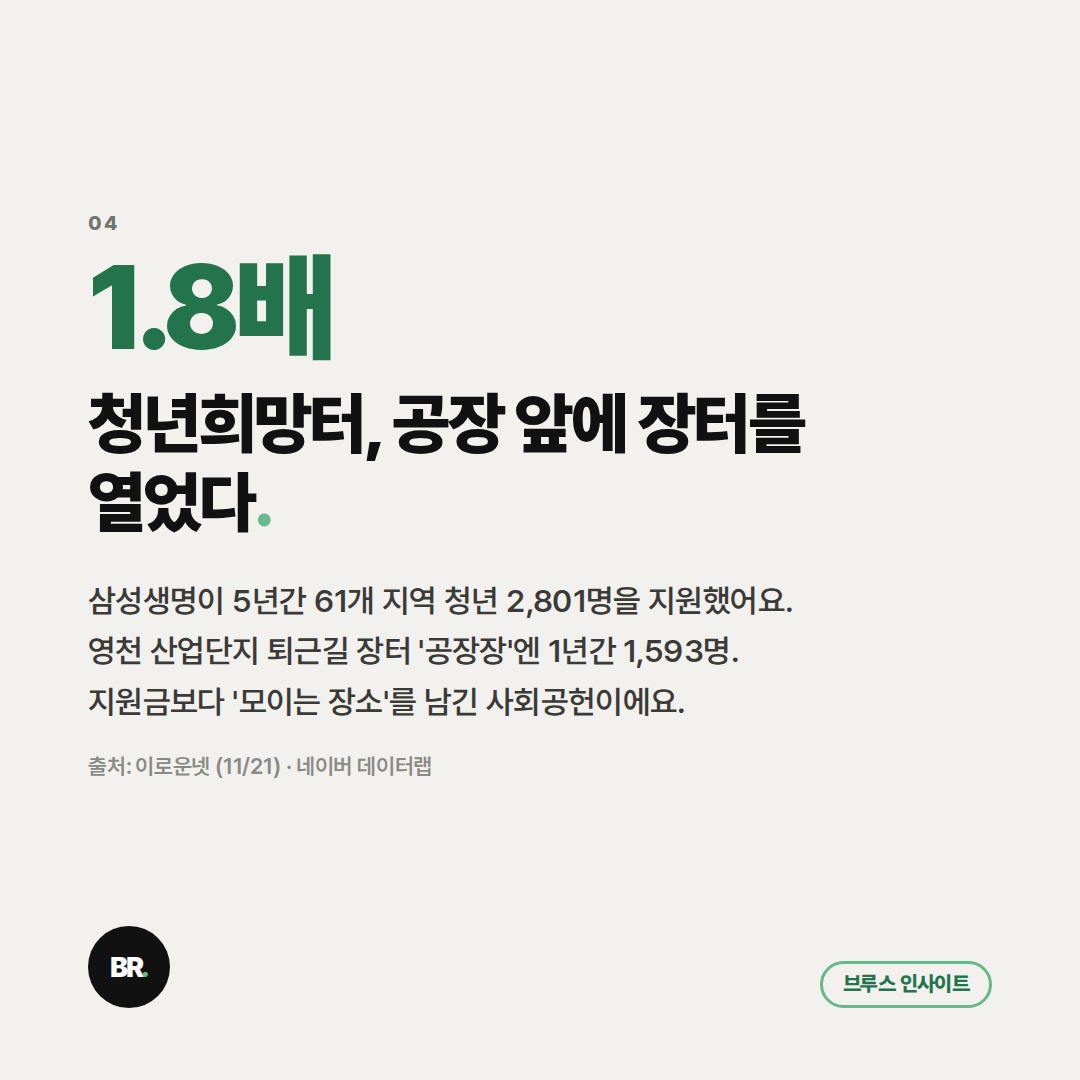 04
1.8배
청년희망터, 공장 앞에 장터를
열었다.
삼성생명이 5년간 61개 지역 청년 2,801명을 지원했어요.
영천 산업단지 퇴근길 장터 '공장장'엔 1년간 1,593명.
지원금보다 '모이는 장소'를 남긴 사회공헌이에요.
출처: 이로운넷 (11/21) · 네이버 데이터랩
BR.
브루스 인사이트